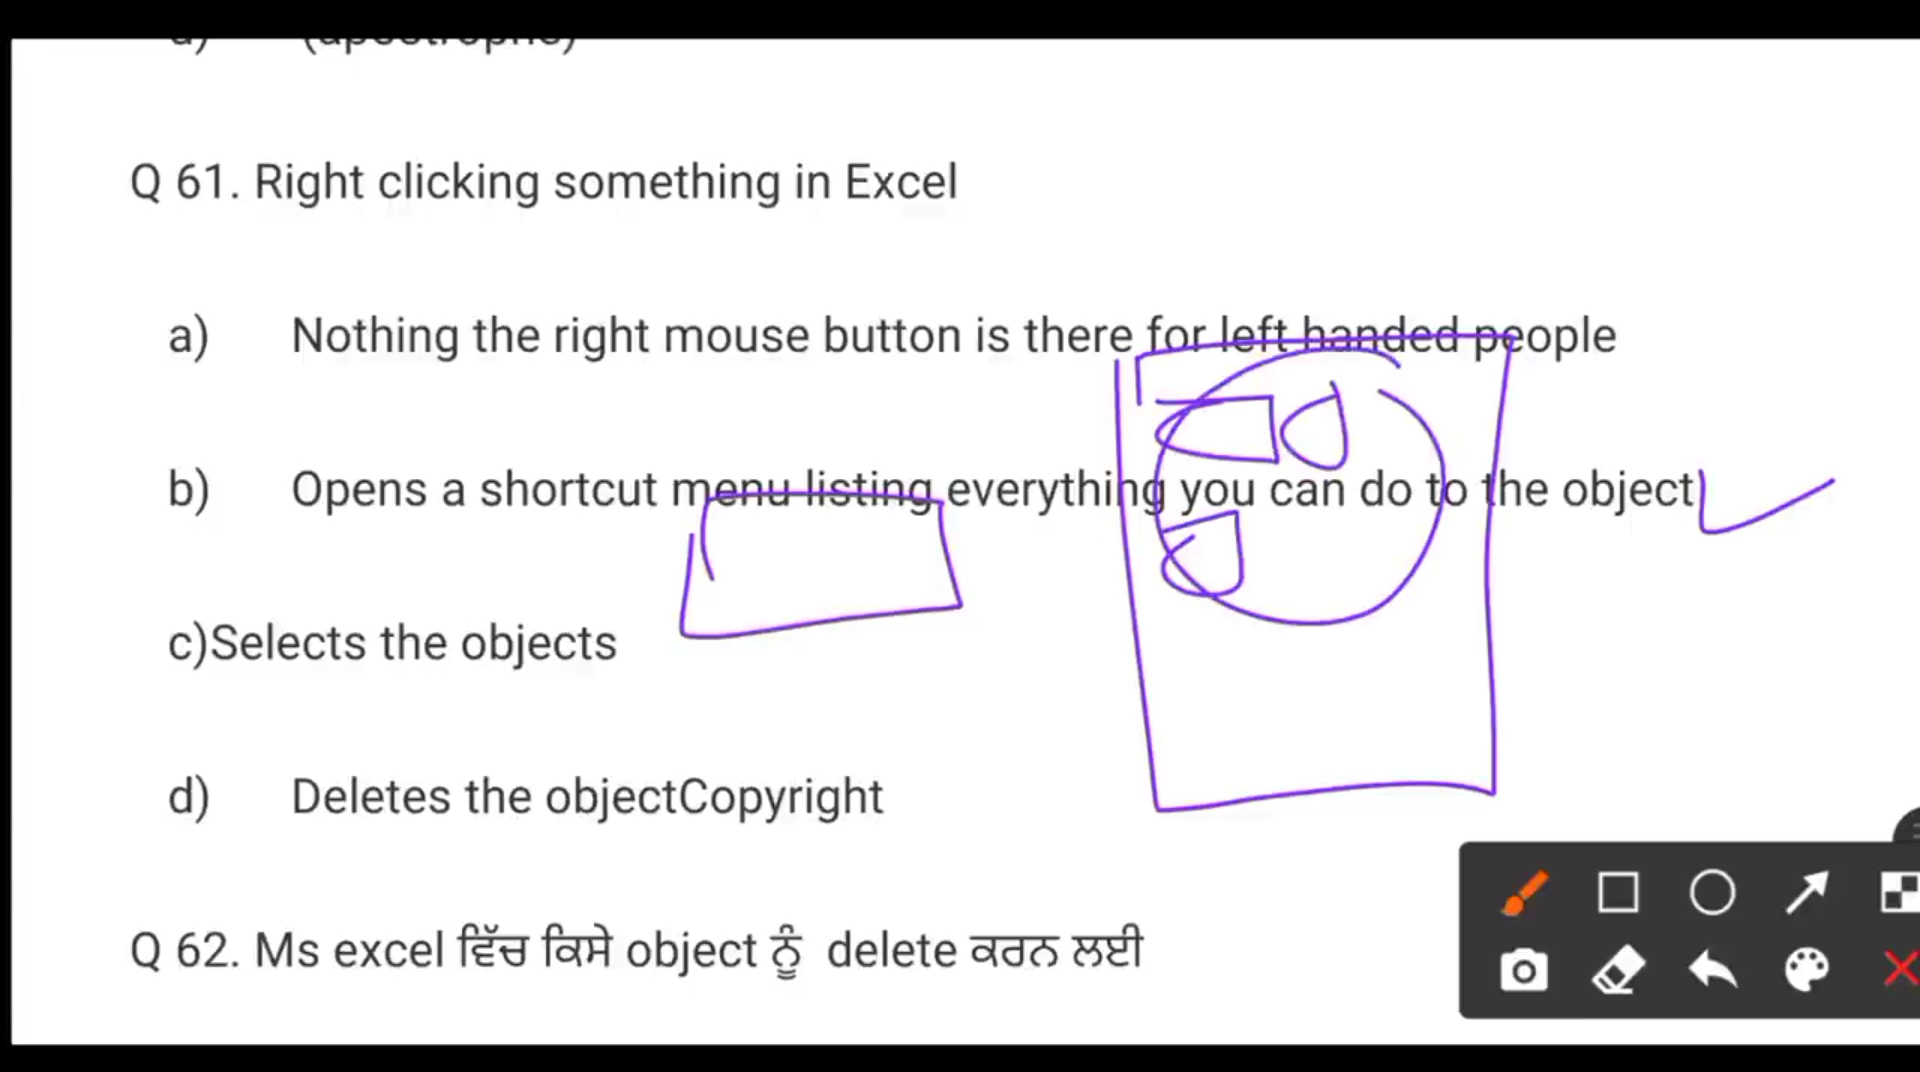 Q 61. Right clicking something in Excel
a) Nothing the right mouse button is there for left handed people
b) Opens a shortcut menu listing everything you can do to the object
c)Selects the objects
d) Deletes the objectCopyright
Q 62. Ms excel ਵਿੱਚ ਕਿਸੇ object ਨੂੰ delete ਕਰਨ ਲਈ